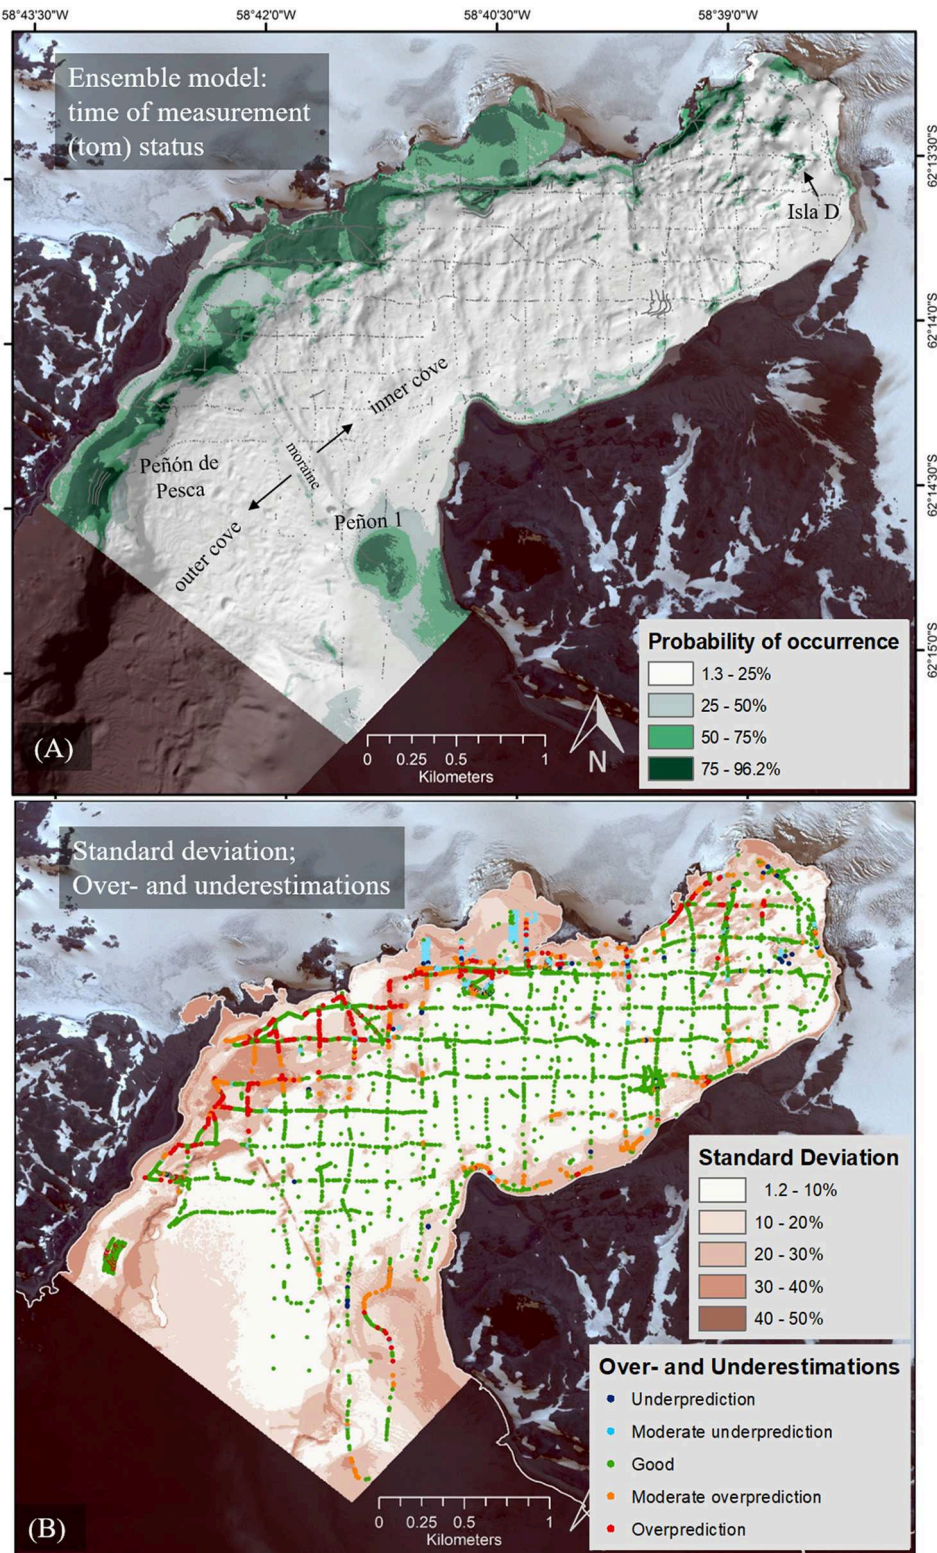 58°43'30"W 58°42'0"W 58°40'30"W 58°39'0"W
Ensemble model:
time of measurement
(tom) status
62°13'30"S
Isla D
62°14'0"S
inner cove
moraine
Peñón de
Pesca
62°14'30"S
Peñon 1
outer cove
Probability of occurrence
1.3 - 25%
25 - 50%
50 - 75%
75 - 96.2%
62°15'0"S
(A)
0 0.25 0.5 1
Kilometers
N
Standard deviation;
Over- and underestimations
Standard Deviation
1.2 - 10%
10 - 20%
20 - 30%
30 - 40%
40 - 50%
Over- and Underestimations
Underprediction
Moderate underprediction
Good
Moderate overprediction
Overprediction
0 0.25 0.5 1
Kilometers
(B)